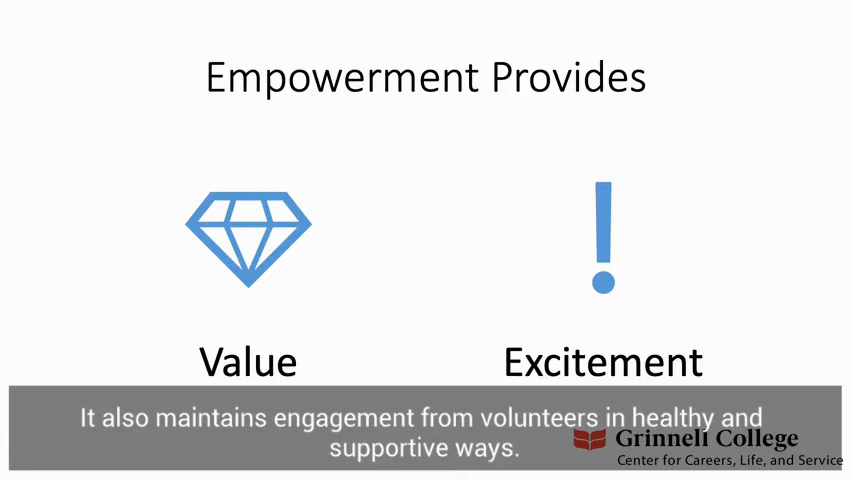 Empowerment Provides
Value
Excitement
It also maintains engagement from volunteers in healthy and
supportive ways.
Grinnell College
Center for Careers, Life, and Service